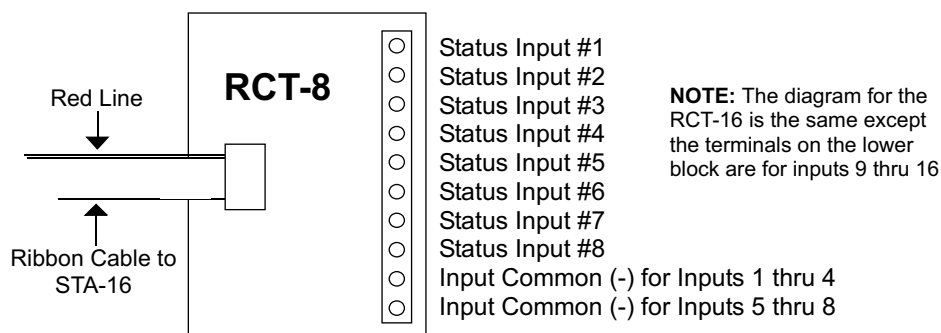 RCT-8
Red Line
Ribbon Cable to
STA-16
Status Input #1
Status Input #2
Status Input #3
Status Input #4
Status Input #5
Status Input #6
Status Input #7
Status Input #8
Input Common (-) for Inputs 1 thru 4
Input Common (-) for Inputs 5 thru 8
NOTE: The diagram for the
RCT-16 is the same except
the terminals on the lower
block are for inputs 9 thru 16